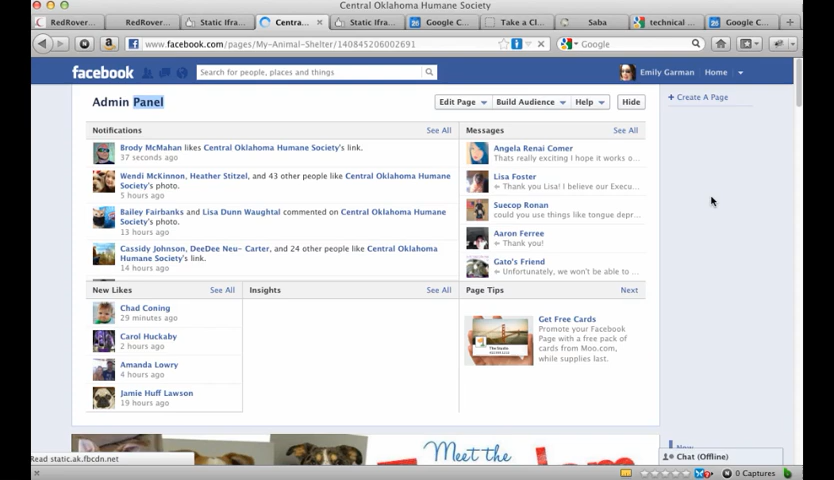 Central Oklahoma Humane Society
RedRover...
RedRover...
Static Ifra...
Centra...
Static Ifra...
Google C...
Take a Cl...
Saba
technical ...
Google C...
www.facebook.com/pages/My-Animal-Shelter/140845206002691
Google
facebook
Search for people, places and things
Emily Garman
Home
Admin Panel
Edit Page
Build Audience
Help
Hide
+ Create A Page
Notifications
See All
Brody McMahan likes Central Oklahoma Humane Society's link.
37 seconds ago
Wendi McKinnon, Heather Stitzel, and 43 other people like Central Oklahoma
Society's photo.
5 hours ago
Bailey Fairbanks and Lisa Dunn Waughtal commented on Central Oklahoma
Humane Society's photo.
13 hours ago
Cassidy Johnson, DeeDee Neu- Carter, and 24 other people like Central Oklahoma
Humane Society's link.
14 hours ago
Messages
See All
Angela Renai Comer
Thats really exciting I hope it works o...
Lisa Foster
Thank you Lisa! I believe our Execu...
Suecop Ronan
could you use things like tongue depr...
Aaron Ferree
Thank you!
Gato's Friend
Unfortunately, we won't be able to ...
New Likes
See All
Chad Coning
29 minutes ago
Carol Huckaby
2 hours ago
Amanda Lowry
4 hours ago
Jamie Huff Lawson
19 hours ago
Insights
See All
Page Tips
Next
Get Free Cards
Promote your Facebook
Page with a free pack of
cards from Moo.com,
while supplies last.
Meet the
Now
Chat (Offline)
Read static.ak.fbcdn.net
0 Captures